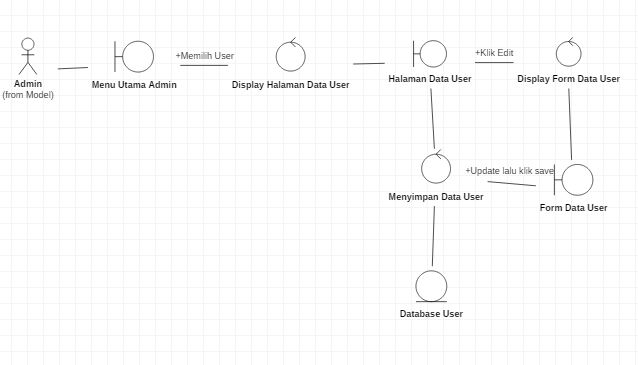 +Memilih User
+Klik Edit
Admin
(from Model)
Menu Utama Admin
Display Halaman Data User
Halaman Data User
Display Form Data User
+Update lalu klik save
Menyimpan Data User
Form Data User
Database User